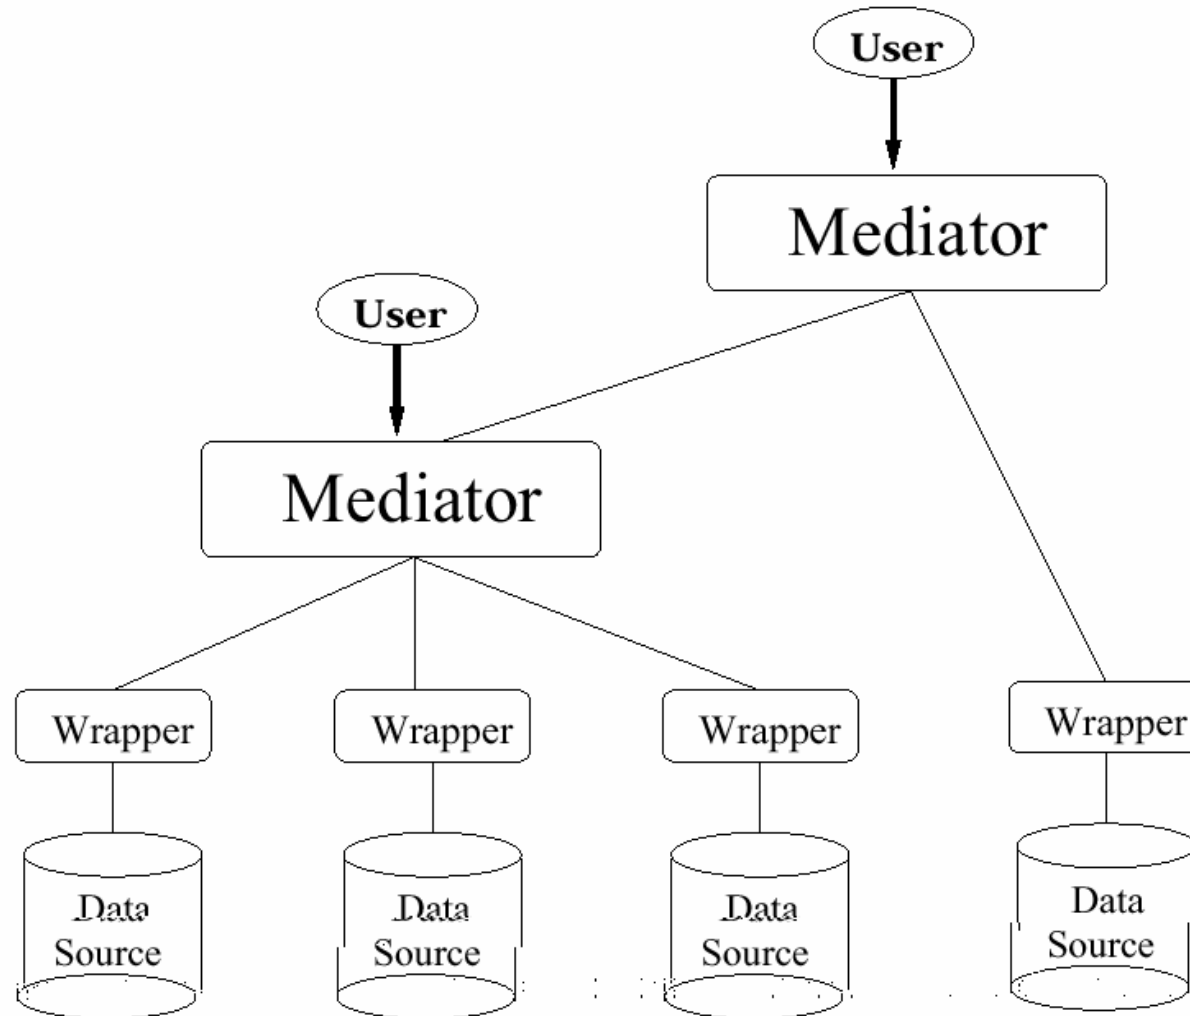 User
Mediator
User
Mediator
Wrapper
Wrapper
Wrapper
Wrapper
Data
Source
Data
Source
Data
Source
Data
Source